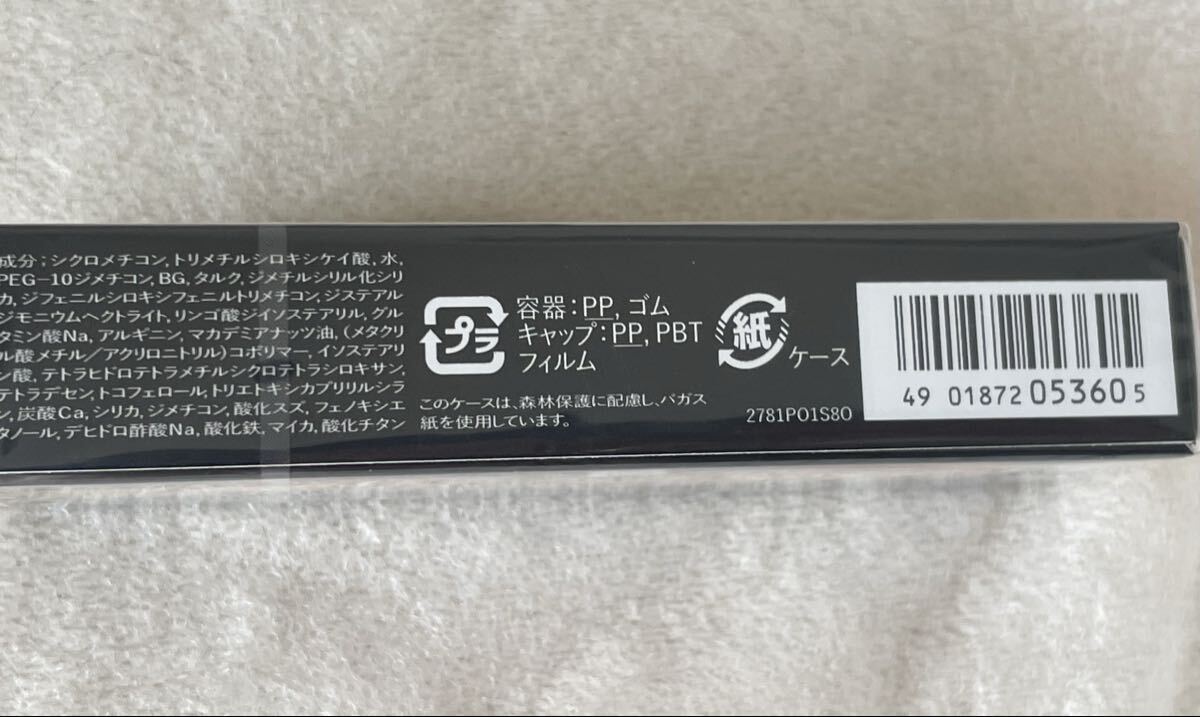 成分;シクロメチコン,トリメチルシロキシケイ酸,水,
PEG-10ジメチコン,BG,タルク,ジメチルシリル化シリ
カ,ジフェニルシロキシフェニルトリメチコン,ジステアル
ジモニウムヘクトライト,リンゴ酸ジイソステアリル,グル
タミン酸Na,アルギニン,マカデミアナッツ油,(メタクリ
ル酸メチル/アクリロニトリル)コポリマー,イソステアリ
ン酸,テトラヒドロテトラメチルシクロテトラシロキサン,
テトラデセン,トコフェロール,トリエトキシカプリリルシラ
ン,炭酸Ca,シリカ,ジメチコン,酸化スズ,フェノキシエ
タノール,デヒドロ酢酸Na,酸化鉄,マイカ,酸化チタン
プラ
容器:PP,ゴム
キャップ:PP,PBT
フィルム
このケースは、森林保護に配慮し、バガス
紙を使用しています。
紙
ケース
2781PO1S80
49 01872 05360 5